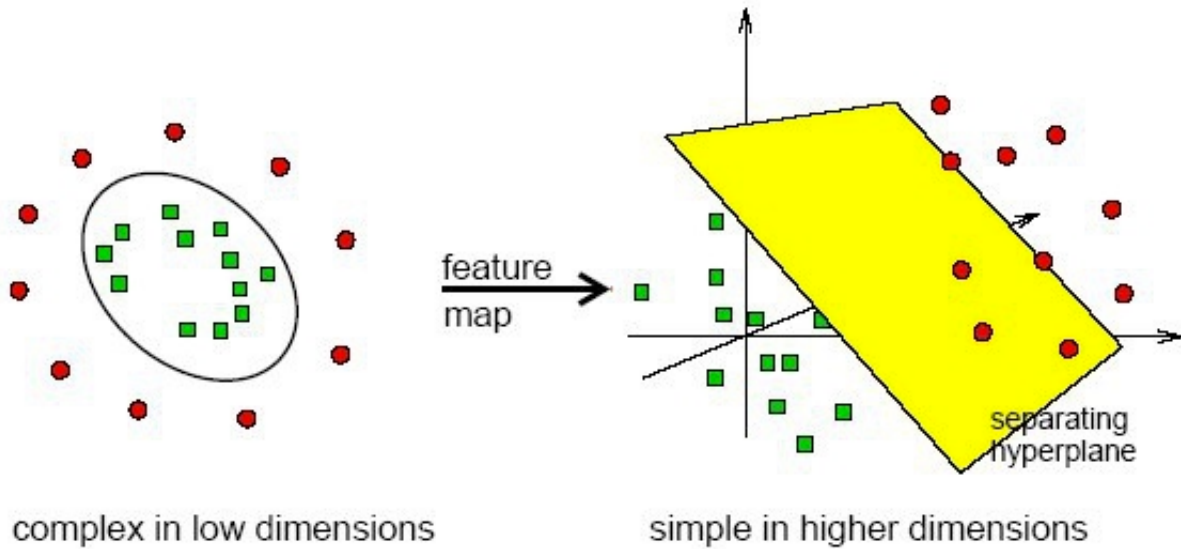 feature
map
separating
hyperplane
complex in low dimensions
simple in higher dimensions